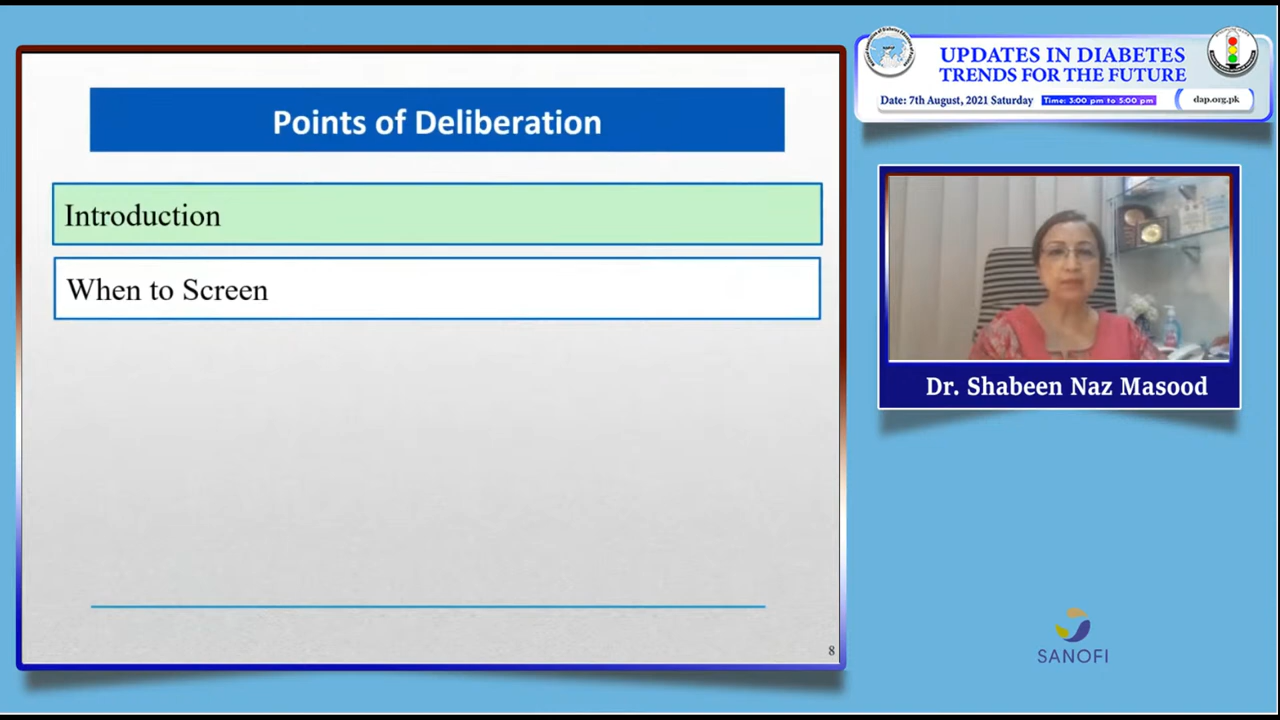 Points of Deliberation
Introduction
When to Screen
8
UPDATES IN DIABETES
TRENDS FOR THE FUTURE
Date: 7th August, 2021 Saturday
Time: 3:00 pm to 5:00 pm
dap.org.pk
Dr. Shabeen Naz Masood
SANOFI